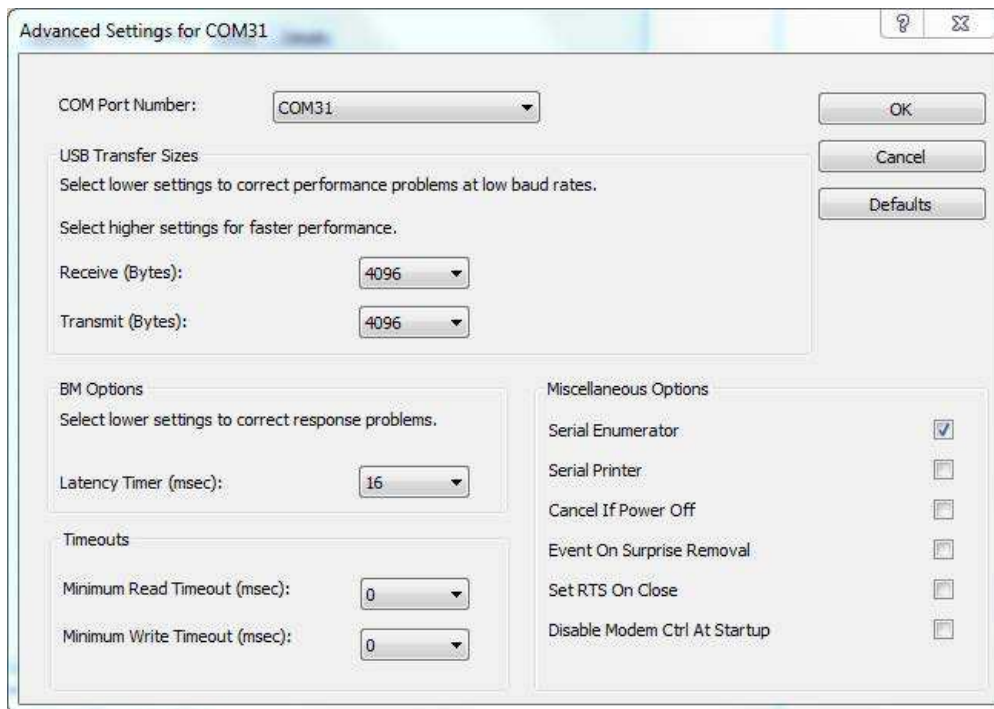 Advanced Settings for COM31
COM Port Number: COM31
OK
USB Transfer Sizes
Cancel
Select lower settings to correct performance problems at low baud rates.
Defaults
Select higher settings for faster performance.
Receive (Bytes): 4096
Transmit (Bytes): 4096
BM Options
Select lower settings to correct response problems.
Latency Timer (msec): 16
Timeouts
Minimum Read Timeout (msec): 0
Minimum Write Timeout (msec): 0
Miscellaneous Options
Serial Enumerator
Serial Printer
Cancel If Power Off
Event On Surprise Removal
Set RTS On Close
Disable Modem Ctrl At Startup